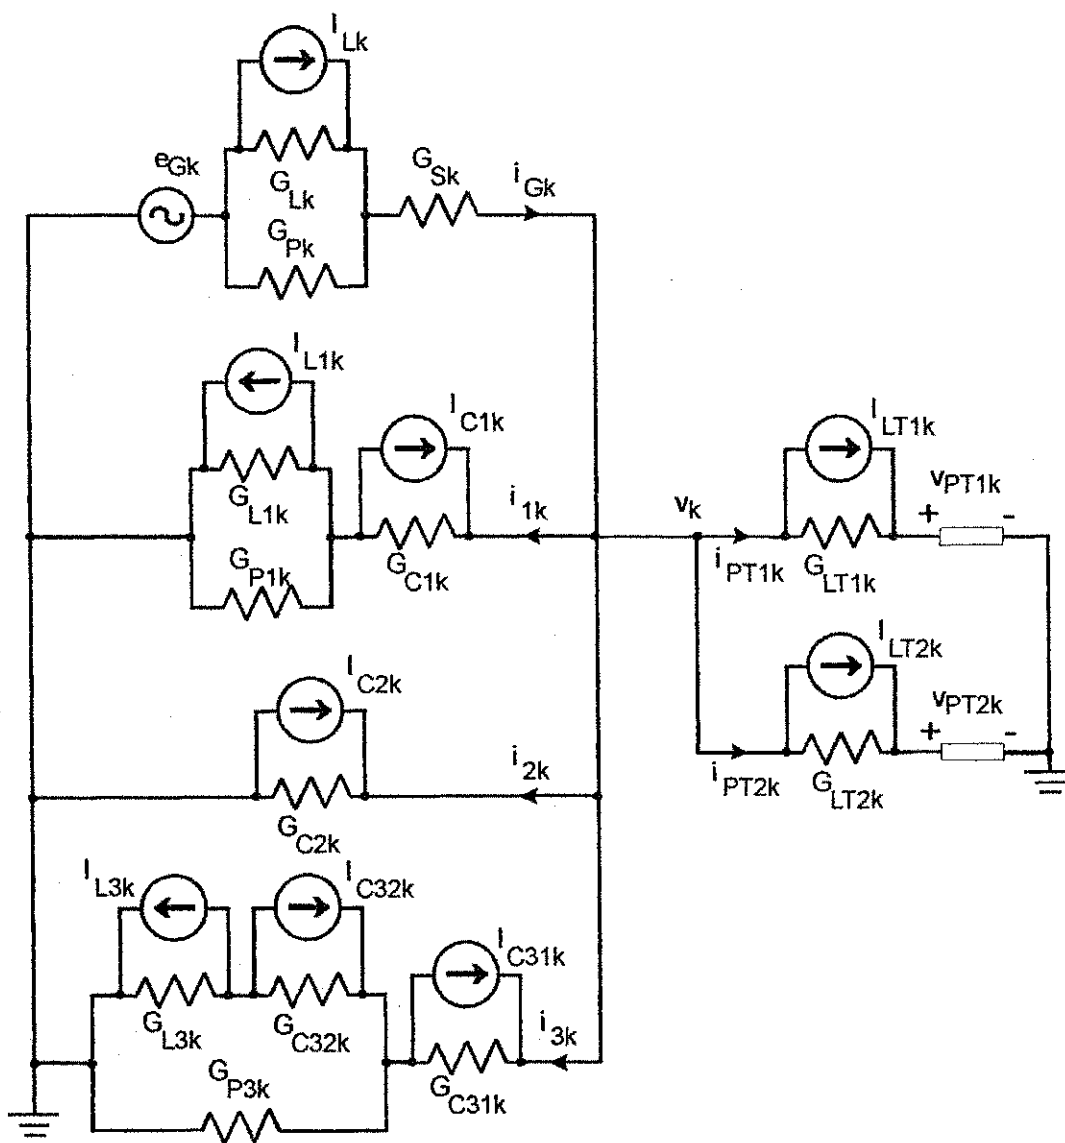 I Lk
e Gk
G Lk
G Sk
i Gk
G Pk
I L1k
I C1k
G L1k
i 1k
G P1k
G C1k
v k
I LT1k
v PT1k
+ -
i PT1k
G LT1k
I LT2k
v PT2k
+ -
i PT2k
G LT2k
I C2k
i 2k
G C2k
I L3k
I C32k
I C31k
G L3k
G C32k
i 3k
G P3k
G C31k